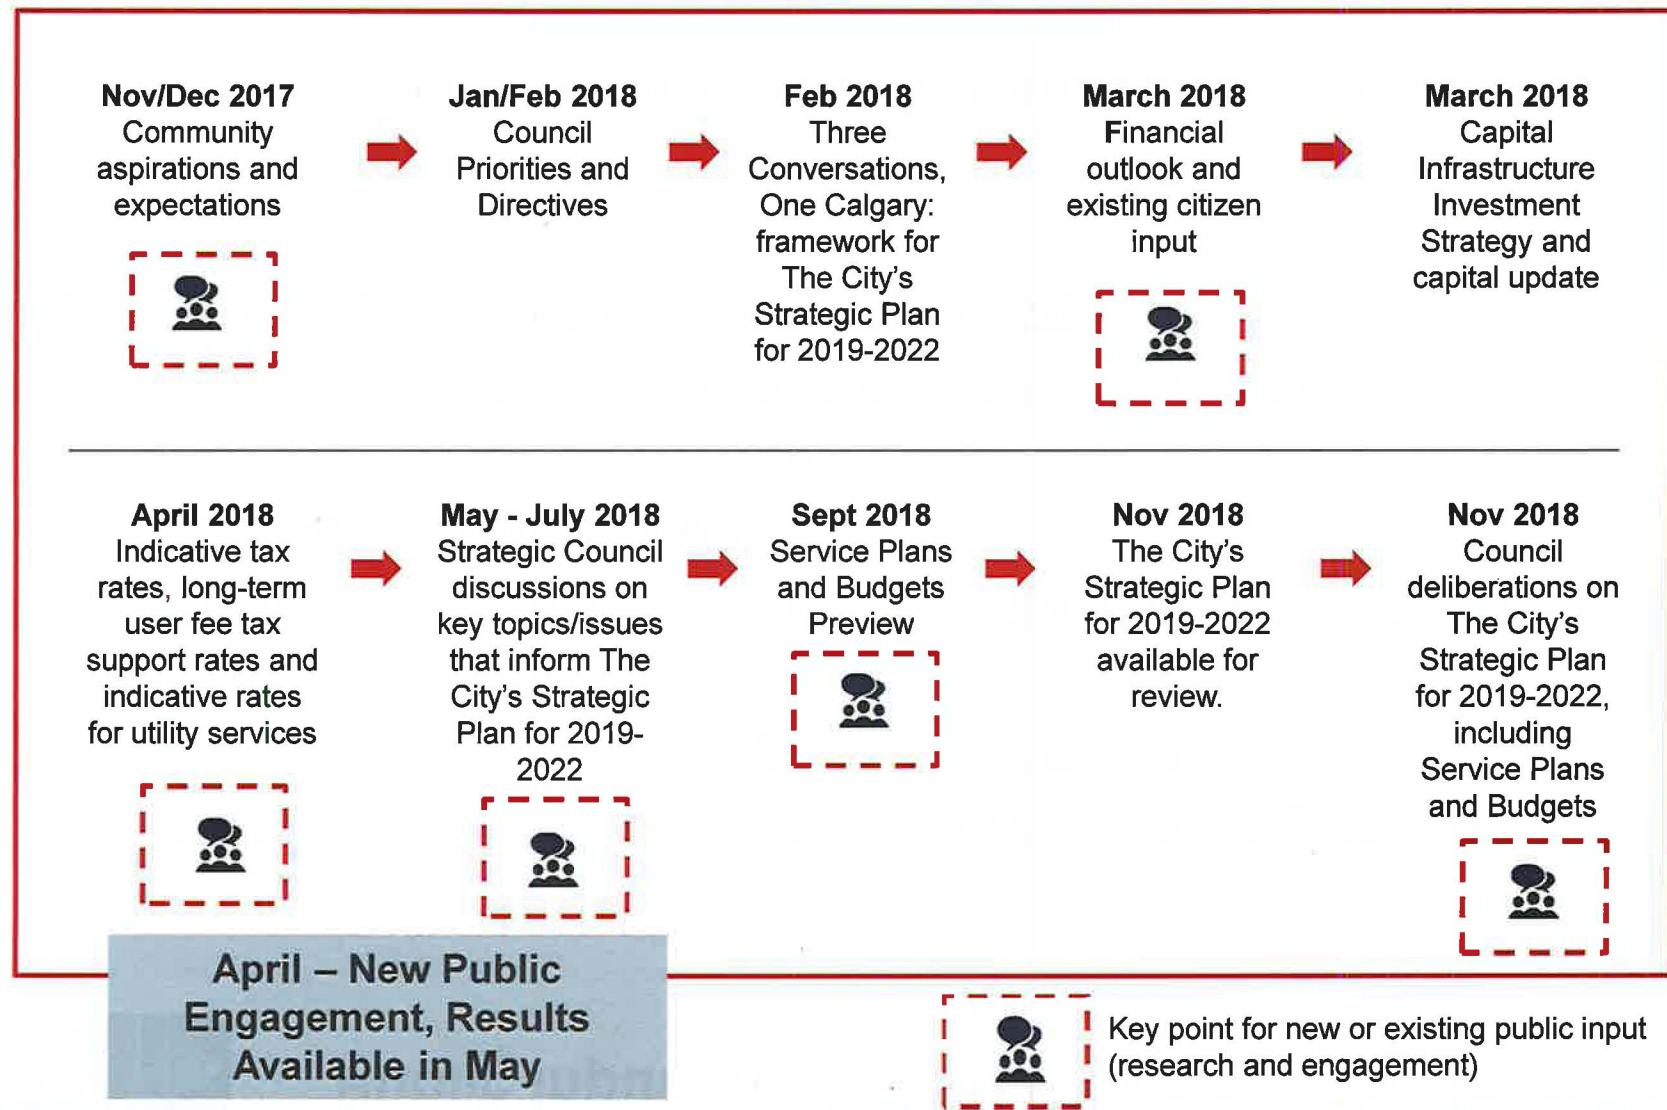 Nov/Dec 2017
Community
aspirations and
expectations
Jan/Feb 2018
Council
Priorities and
Directives
Feb 2018
Three
Conversations,
One Calgary:
framework for
The City's
Strategic Plan
for 2019-2022
March 2018
Financial
outlook and
existing citizen
input
March 2018
Capital
Infrastructure
Investment
Strategy and
capital update
April 2018
Indicative tax
rates, long-term
user fee tax
support rates and
indicative rates
for utility services
May - July 2018
Strategic Council
discussions on
key topics/issues
that inform The
City's Strategic
Plan for 2019-
2022
Sept 2018
Service Plans
and Budgets
Preview
Nov 2018
The City's
Strategic Plan
for 2019-2022
available for
review.
Nov 2018
Council
deliberations on
The City's
Strategic Plan
for 2019-2022,
including
Service Plans
and Budgets
April – New Public
Engagement, Results
Available in May
Key point for new or existing public input
(research and engagement)